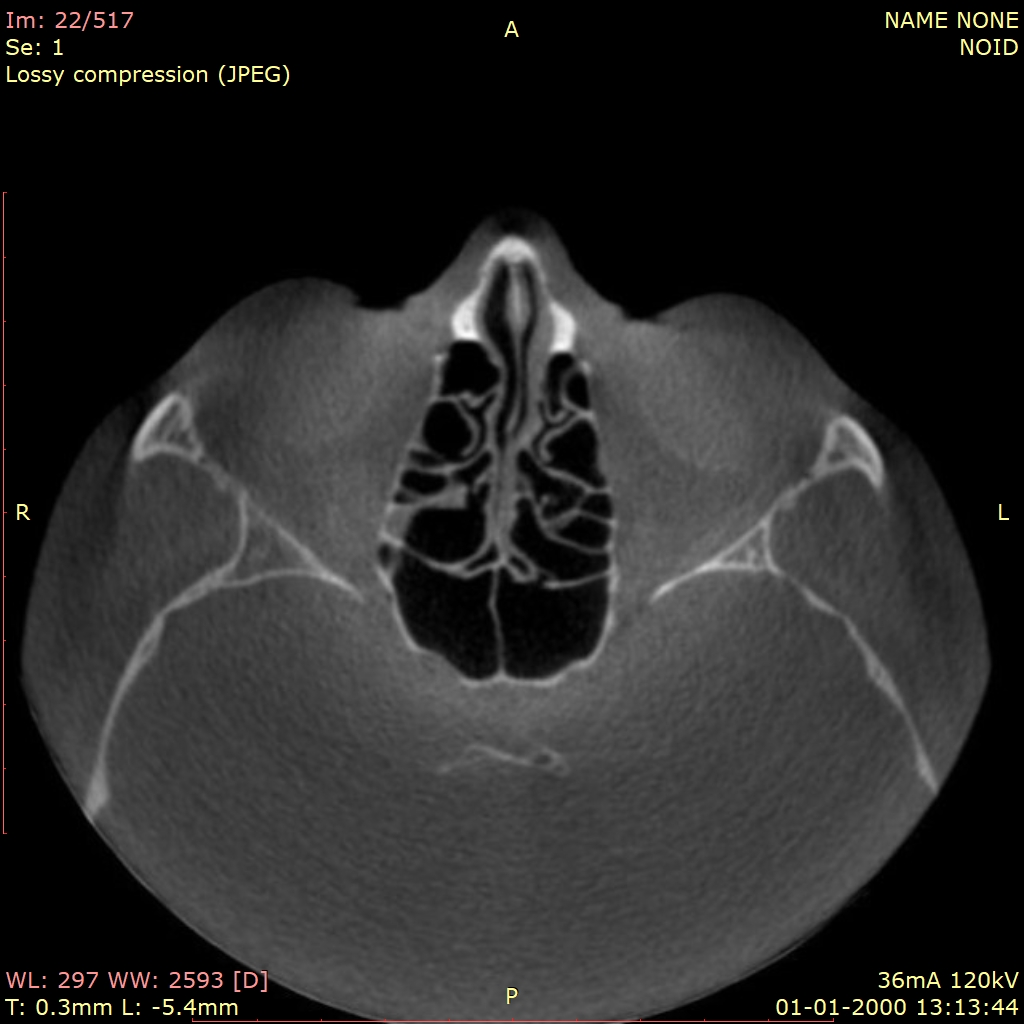 Im: 22/517
Se: 1
Lossy compression (JPEG)
A
NAME NONE
NOID
R
L
WL: 297 WW: 2593 [D]
T: 0.3mm L: -5.4mm
P
36mA 120kV
01-01-2000 13:13:44